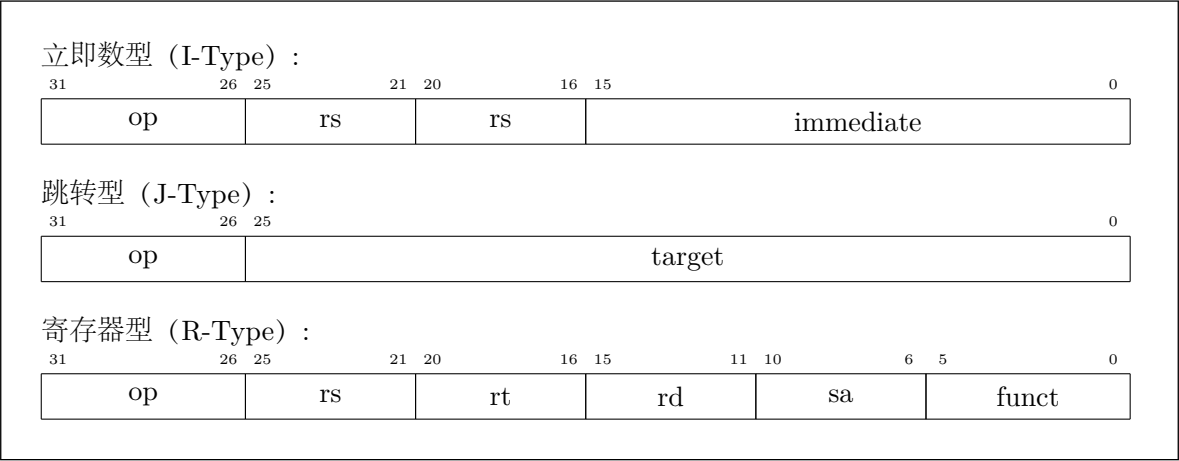 立即数型（I-Type）:
31 26 25 21 20 16 15 0
op rs rs immediate
跳转型（J-Type）:
31 26 25 0
op target
寄存器型（R-Type）:
31 26 25 21 20 16 15 11 10 6 5 0
op rs rt rd sa funct